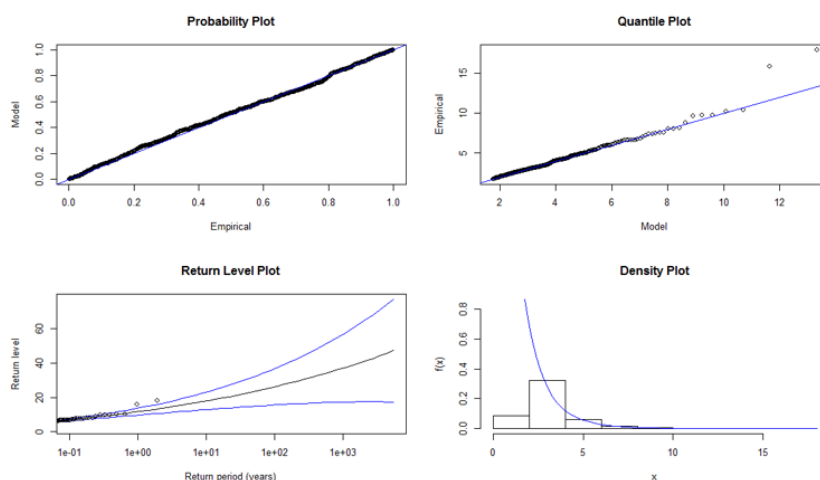 Probability Plot
Model
0.0 0.2 0.4 0.6 0.8 1.0
0.0 0.2 0.4 0.6 0.8 1.0
Empirical
Quantile Plot
Empirical
5 10 15
2 4 6 8 10 12
Model
Return Level Plot
Return level
0 20 40 60
1e-01 1e+00 1e+01 1e+02 1e+03
Return period (years)
Density Plot
f(x)
0.0 0.2 0.4 0.6 0.8
0 5 10 15
x